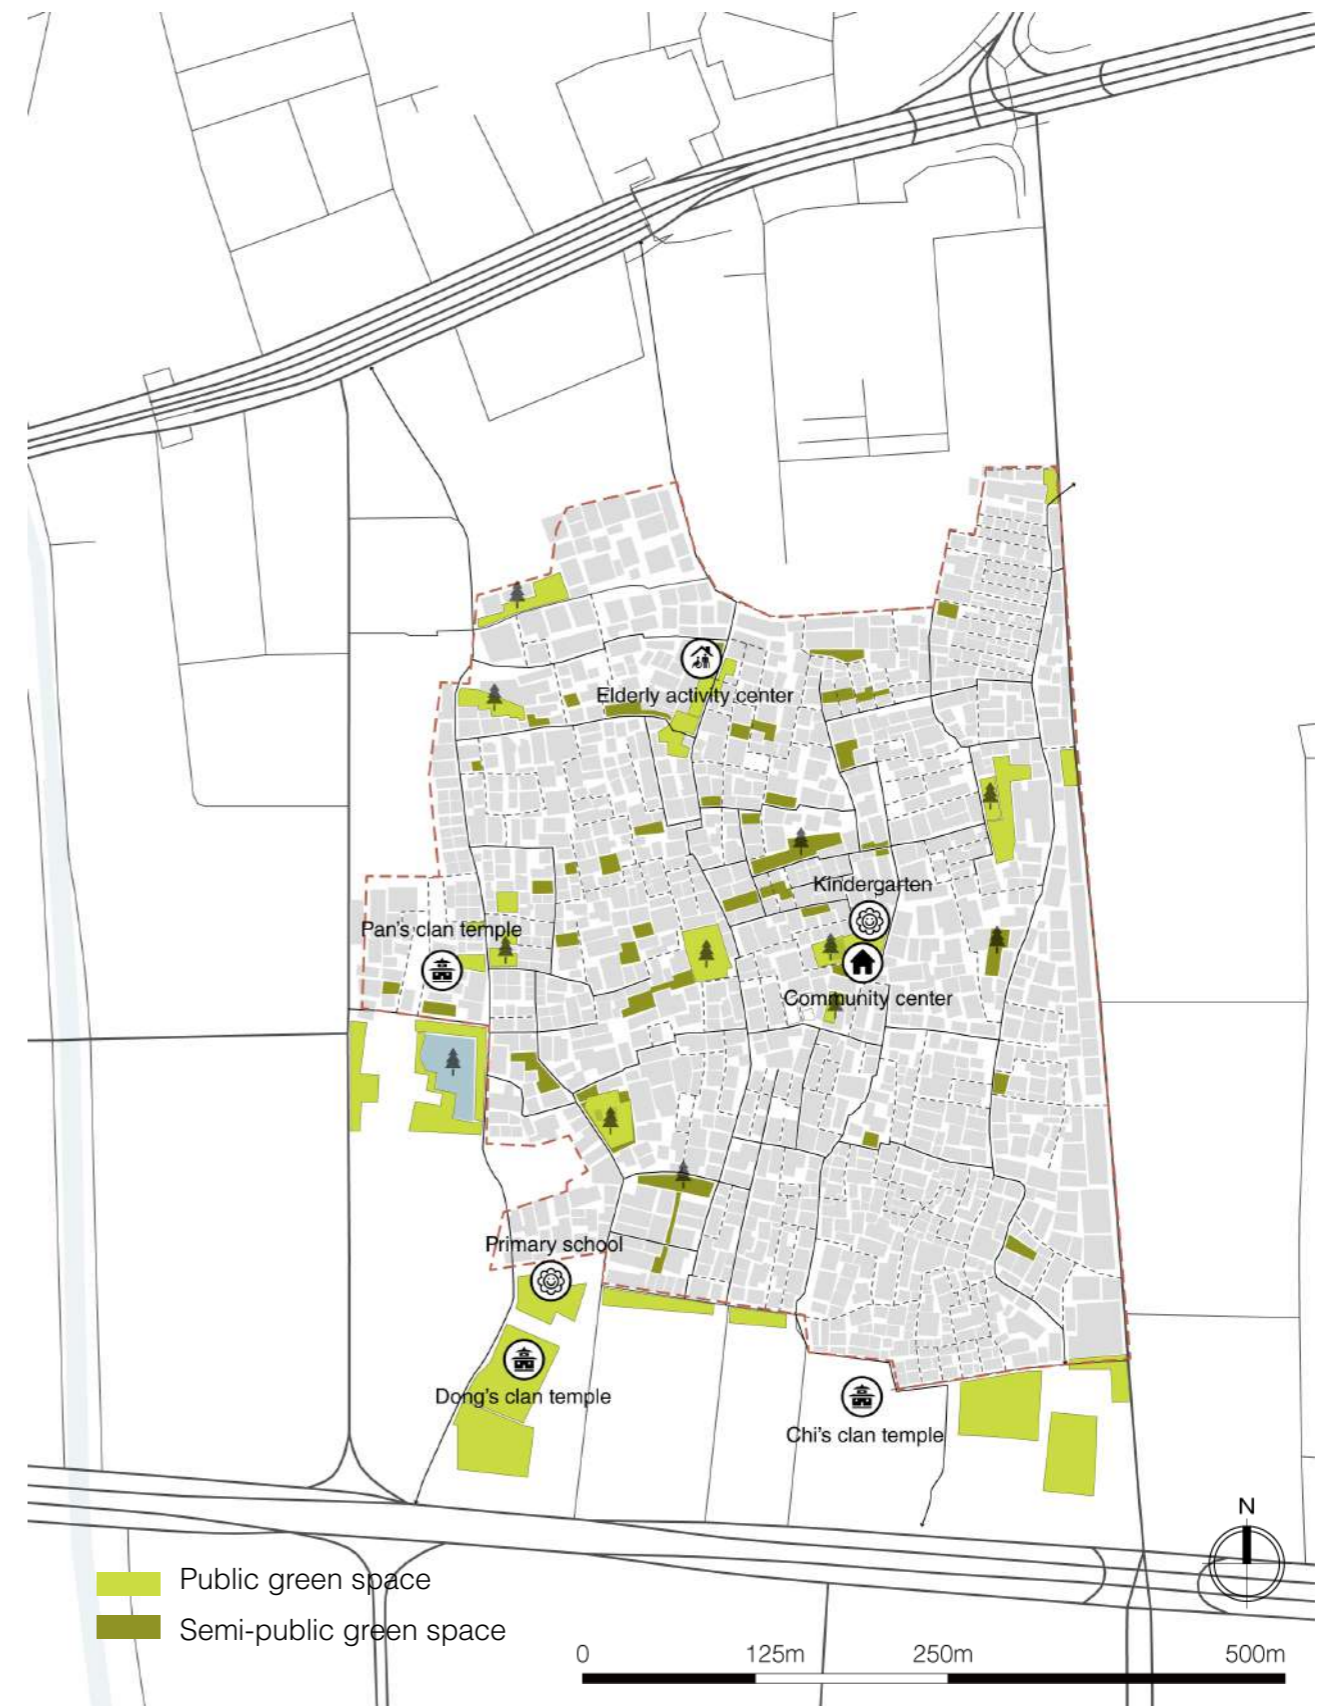 Elderly activity center
Kindergarten
Pan's clan temple
Community center
Primary school
Dong's clan temple
Chi's clan temple
N
Public green space
Semi-public green space
0 125m 250m 500m